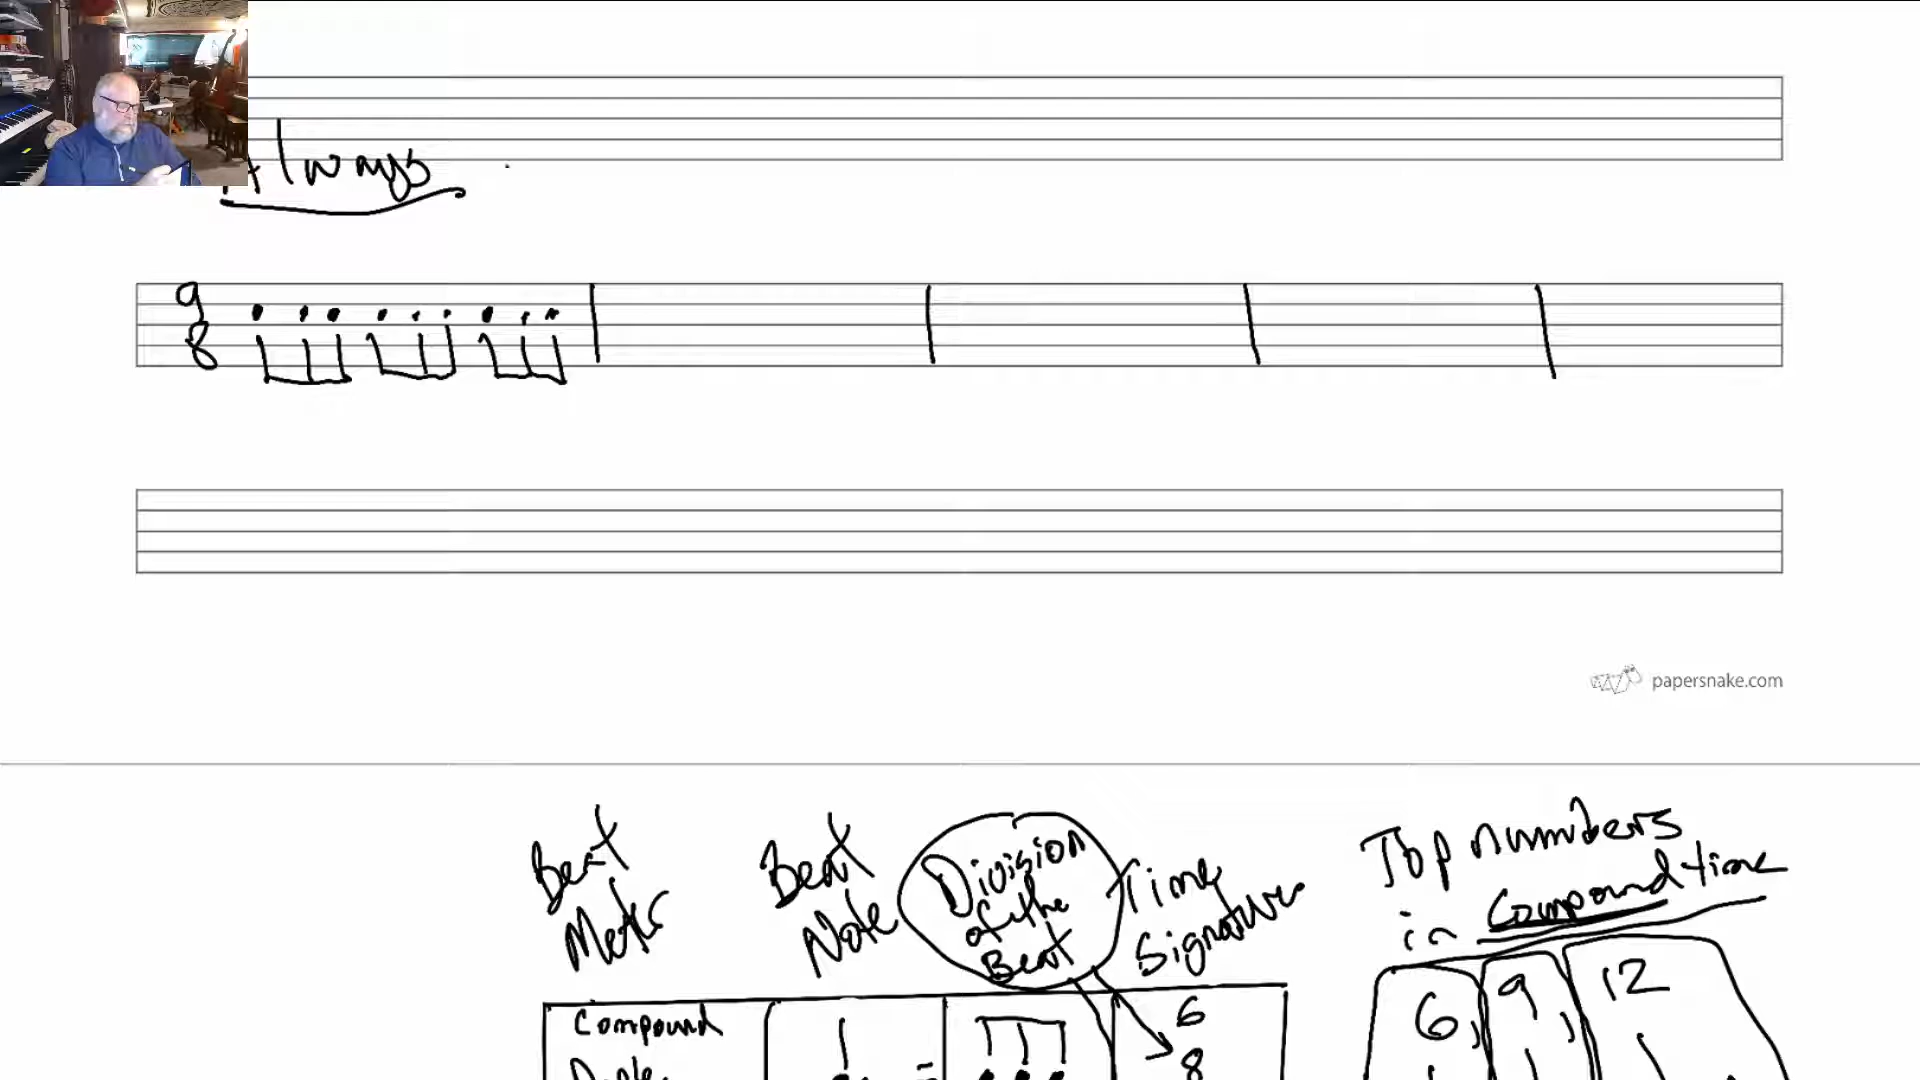 Always
9
8
papersnake.com
Beat Meter
Beat Note
Division of the Beat
Time Signature
Top numbers
in compound time
Compound
=
6
8
6, 9, 12